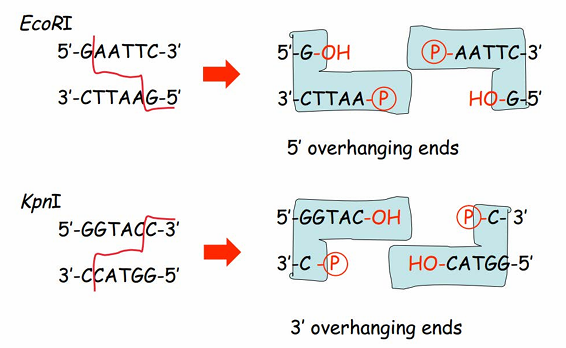 EcoRI
5'-GAATTC-3'
3'-CTTAAG-5'
5'-G-OH
P-AATTC-3'
3'-CTTAA-P
HO-G-5'
5' overhanging ends
KpnI
5'-GGTACC-3'
3'-CCATGG-5'
5'-GGTAC-OH
P-C-3'
3'-C-P
HO-CATGG-5'
3' overhanging ends